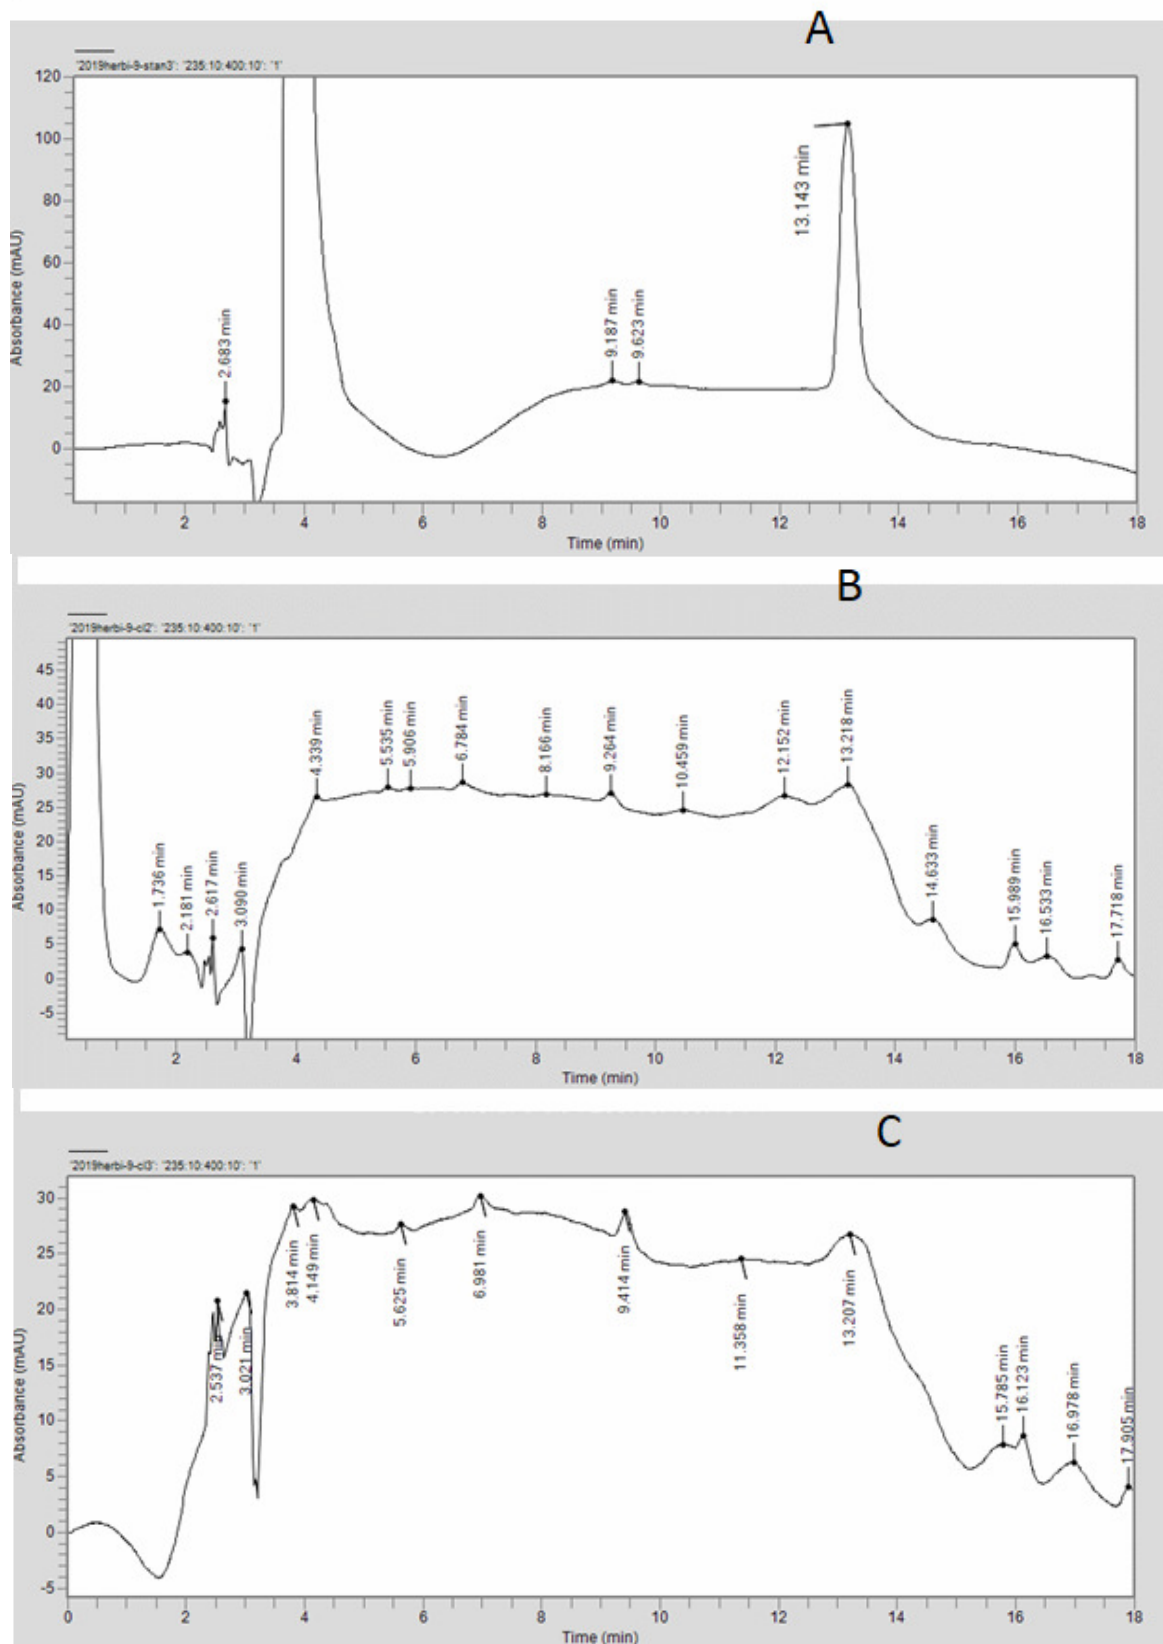 A
'2019herbi-9-stan3': '235:10:400:10': '1'
120
100
80
60
40
20
0
Absorbance (mAU)
2.683 min
9.187 min
9.623 min
13.143 min
2 4 6 8 10 12 14 16 18
Time (min)
B
'2019herbi-9-cl2': '235:10:400:10': '1'
45
40
35
30
25
20
15
10
5
0
-5
Absorbance (mAU)
1.736 min
2.181 min
2.617 min
3.090 min
4.339 min
5.535 min
5.906 min
6.784 min
8.166 min
9.264 min
10.459 min
12.152 min
13.218 min
14.633 min
15.989 min
16.533 min
17.718 min
2 4 6 8 10 12 14 16 18
Time (min)
C
'2019herbi-9-cl3': '235:10:400:10': '1'
30
25
20
15
10
5
0
-5
Absorbance (mAU)
2.537 min
3.021 min
3.814 min
4.149 min
5.625 min
6.981 min
9.414 min
11.358 min
13.207 min
15.785 min
16.123 min
16.978 min
17.905 min
0 2 4 6 8 10 12 14 16 18
Time (min)